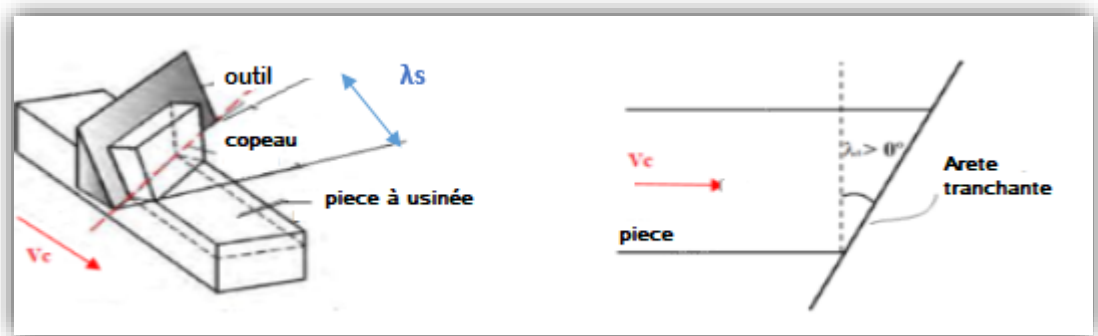 outil
λs
copeau
pièce à usinée
Vc
Vc
λs > 0°
Arete
tranchante
piece